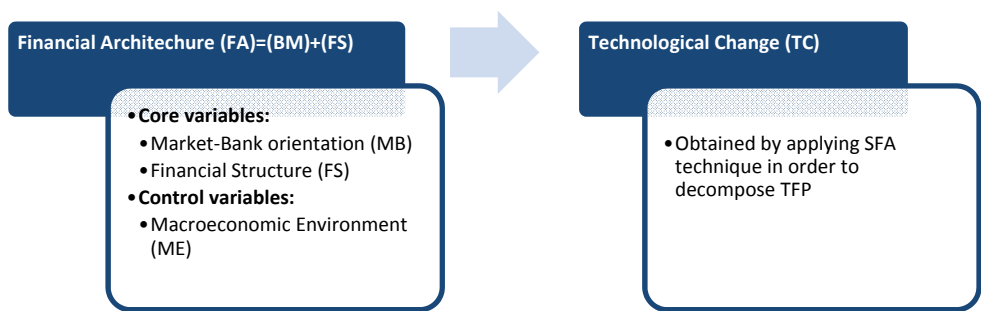 Financial Architechure (FA)=(BM)+(FS)
•Core variables:
•Market-Bank orientation (MB)
•Financial Structure (FS)
•Control variables:
•Macroeconomic Environment
(ME)
Technological Change (TC)
•Obtained by applying SFA
technique in order to
decompose TFP